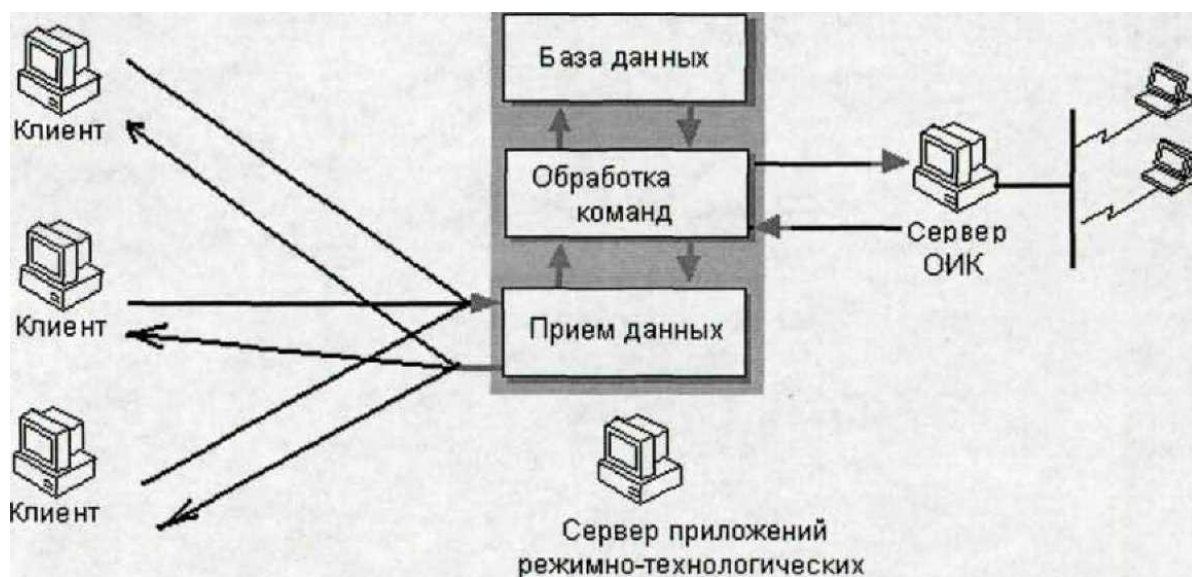 Клиент
Клиент
Клиент
База данных
Обработка
команд
Прием данных
Сервер
ОИК
Сервер приложений
режимно-технологических